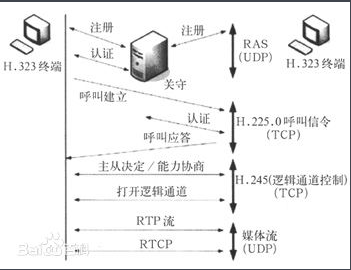 注册
注册
认证
RAS
(UDP)
H.323终端
关守
H.323终端
呼叫建立
认证
H.225.0呼叫信令
(TCP)
呼叫应答
主从决定/能力协商
H.245(逻辑通道控制)
(TCP)
打开逻辑通道
RTP流
媒体流
(UDP)
RTCP
Bai百科